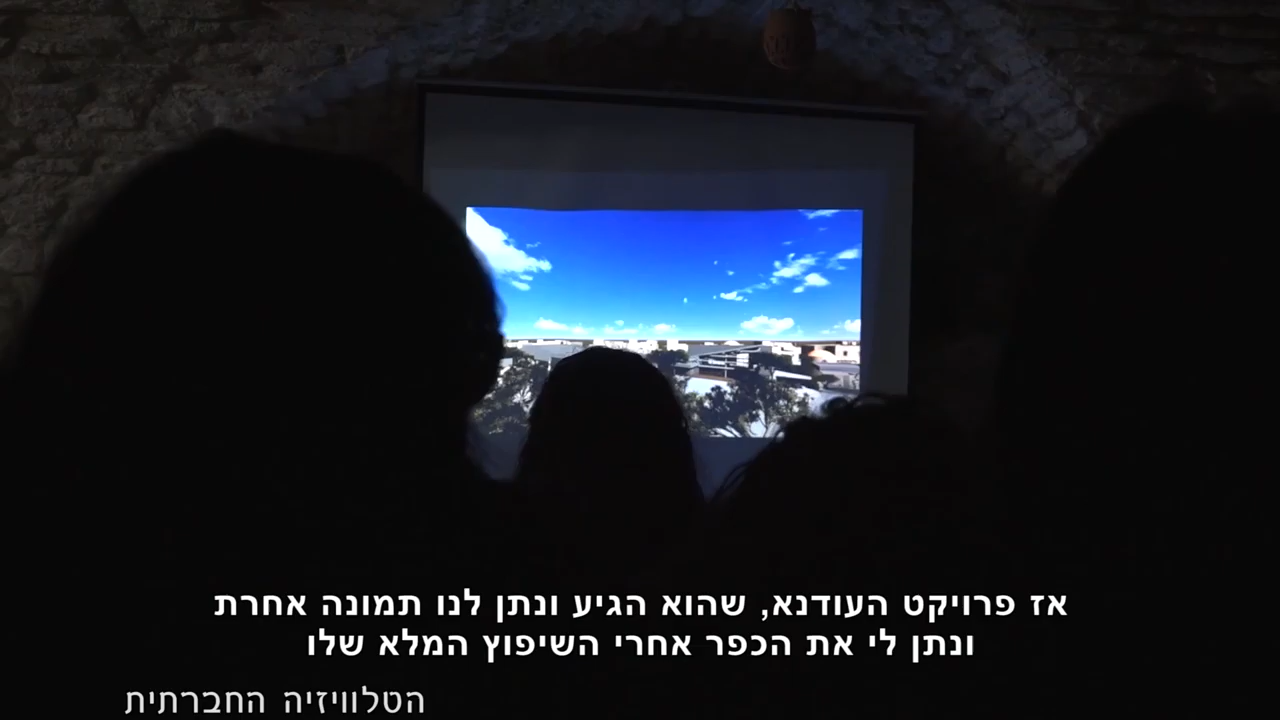 אז פרויקט העודנא, שהוא הגיע ונתן לנו תמונה אחרת
ונתן לי את הכפר אחרי השיפוץ המלא שלו
הטלוויזיה החברתית